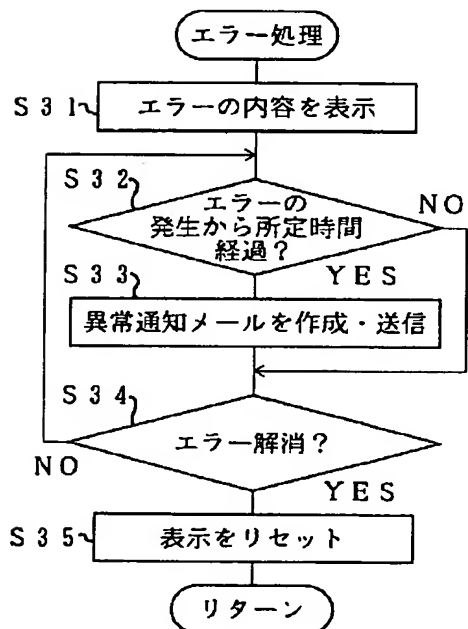 エラー処理
S31
エラーの内容を表示
S32
エラーの
発生から所定時間
経過?
NO
YES
S33
異常通知メールを作成・送信
S34
エラー解消?
NO
YES
S35
表示をリセット
リターン